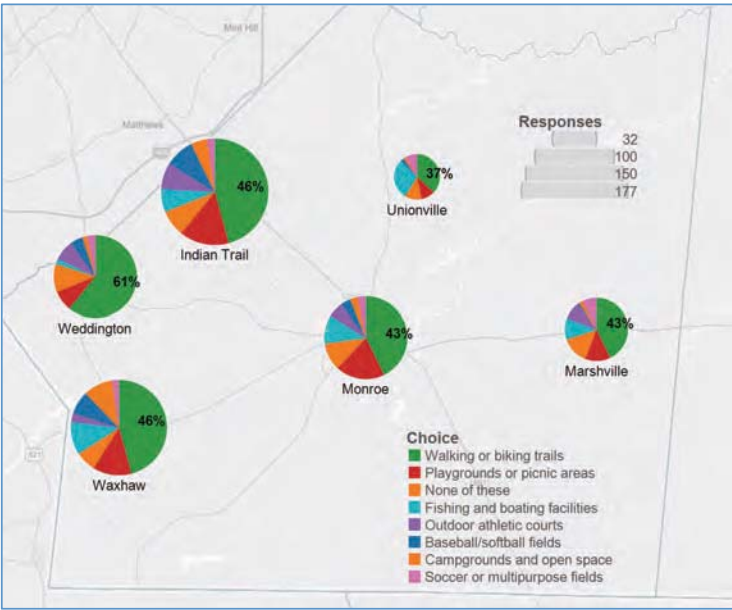 Mint Hill
Matthews
Responses
32
100
150
177
37%
Unionville
46%
Indian Trail
61%
Weddington
43%
Monroe
43%
Marshville
46%
Waxhaw
Choice
Walking or biking trails
Playgrounds or picnic areas
None of these
Fishing and boating facilities
Outdoor athletic courts
Baseball/softball fields
Campgrounds and open space
Soccer or multipurpose fields